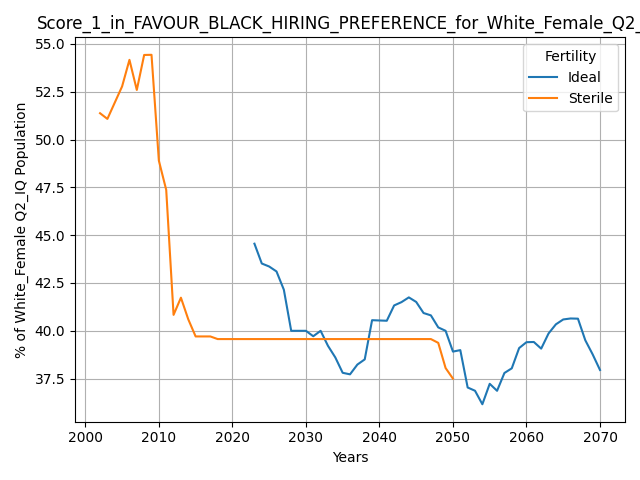 Score_1_in_FAVOUR_BLACK_HIRING_PREFERENCE_for_White_Female_Q2_
Fertility
Ideal
Sterile
% of White_Female Q2_IQ Population
55.0
52.5
50.0
47.5
45.0
42.5
40.0
37.5
2000 2010 2020 2030 2040 2050 2060 2070
Years